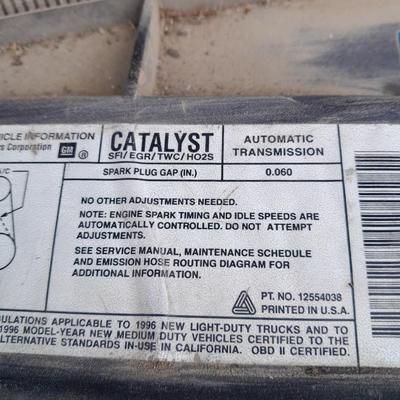 VEHICLE INFORMATION
Corporation GM ®
CATALYST
SFI/EGR/TWC/HO2S
AUTOMATIC
TRANSMISSION
SPARK PLUG GAP (IN.) 0.060
A/C
NO OTHER ADJUSTMENTS NEEDED.
NOTE: ENGINE SPARK TIMING AND IDLE SPEEDS ARE
AUTOMATICALLY CONTROLLED. DO NOT ATTEMPT
ADJUSTMENTS.
SEE SERVICE MANUAL, MAINTENANCE SCHEDULE
AND EMISSION HOSE ROUTING DIAGRAM FOR
ADDITIONAL INFORMATION.
PT. NO. 12554038
PRINTED IN U.S.A.
APPLICABLE TO 1996 NEW LIGHT-DUTY TRUCKS AND TO
1996 MODEL-YEAR NEW MEDIUM DUTY VEHICLES CERTIFIED TO THE
ALTERNATIVE STANDARDS IN-USE IN CALIFORNIA. OBD II CERTIFIED.